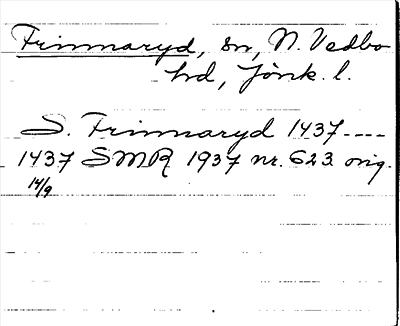 Frinnaryd, sn, N. Vedbo
hd, Jönk. l.
S. Frinnaryd 1437----
1437 SMR 1937 nr. 623. orig.
14/9